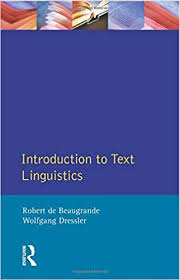 Introduction to Text
Linguistics
Robert de Beaugrande
Wolfgang Dressler
R